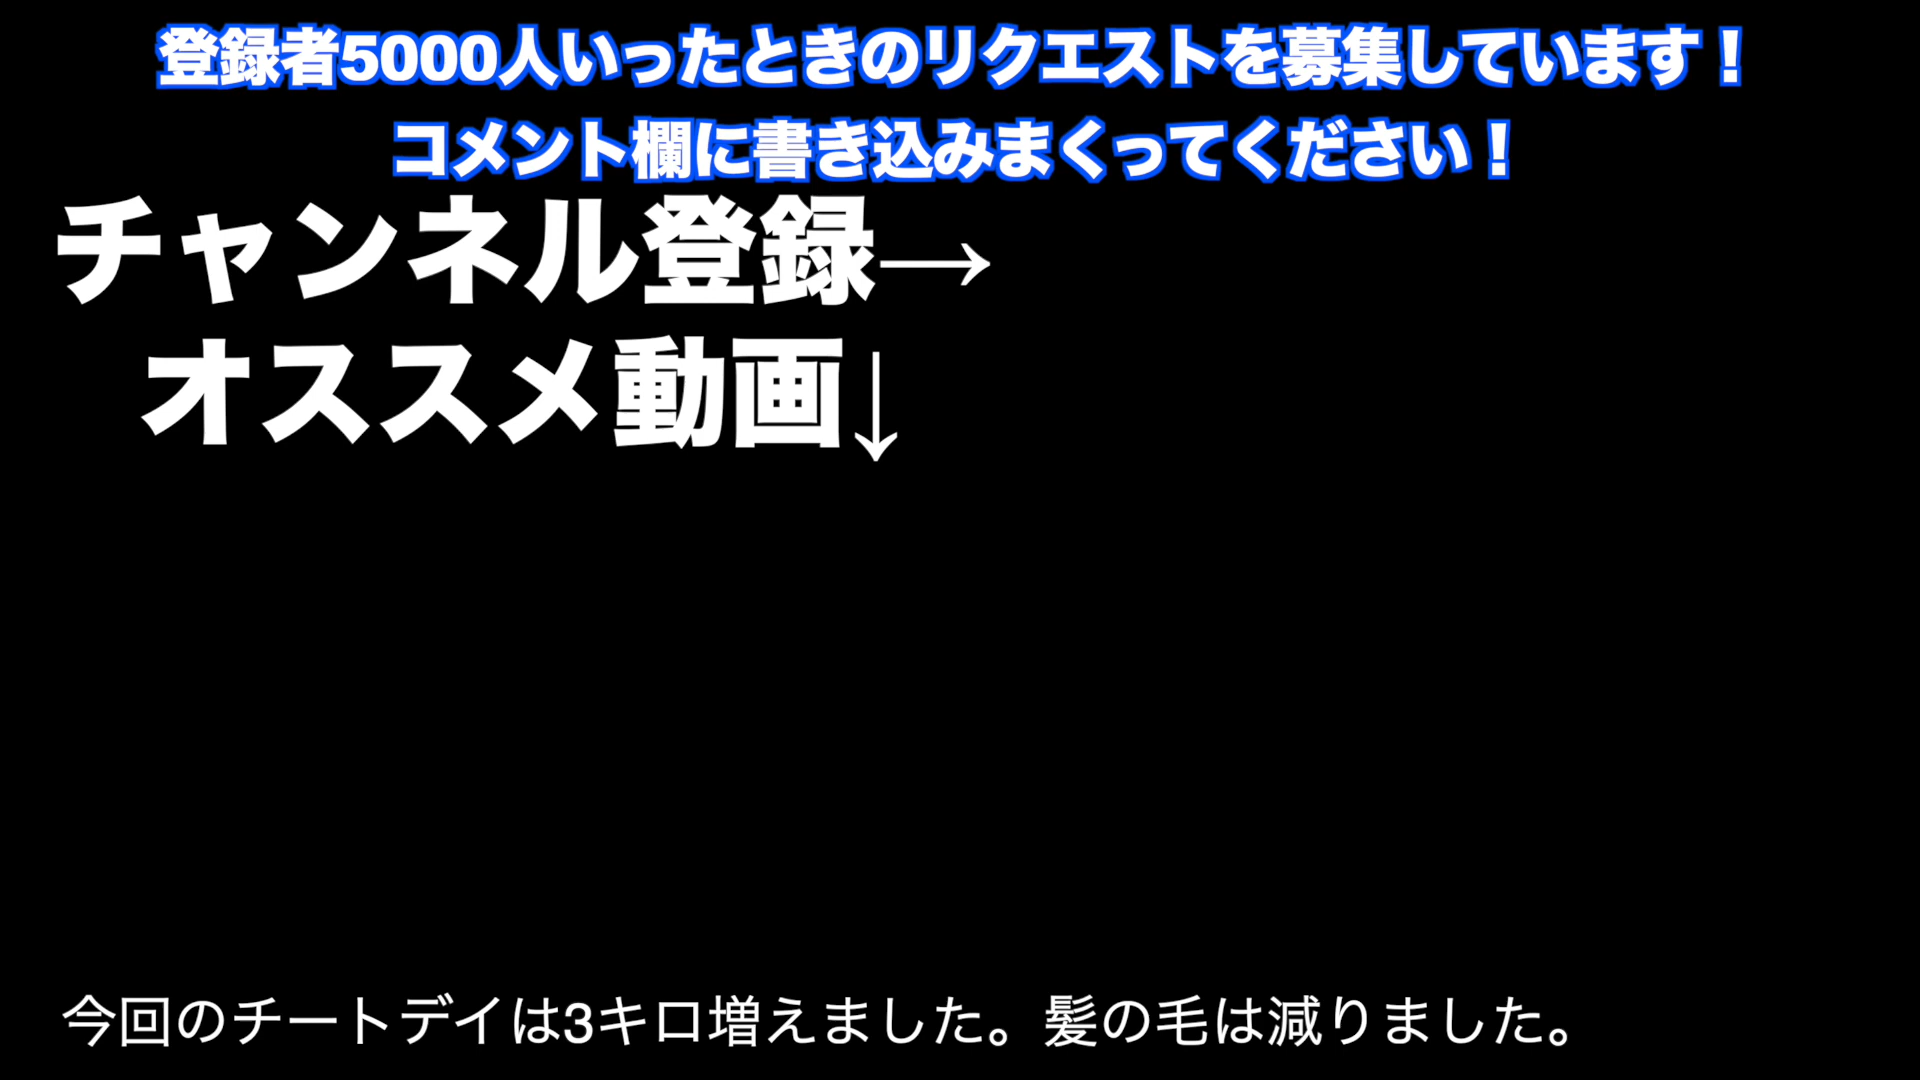 登録者5000人いったときのリクエストを募集しています！
コメント欄に書き込みまくってください！
チャンネル登録→
オススメ動画↓
今回のチートデイは3キロ増えました。髪の毛は減りました。